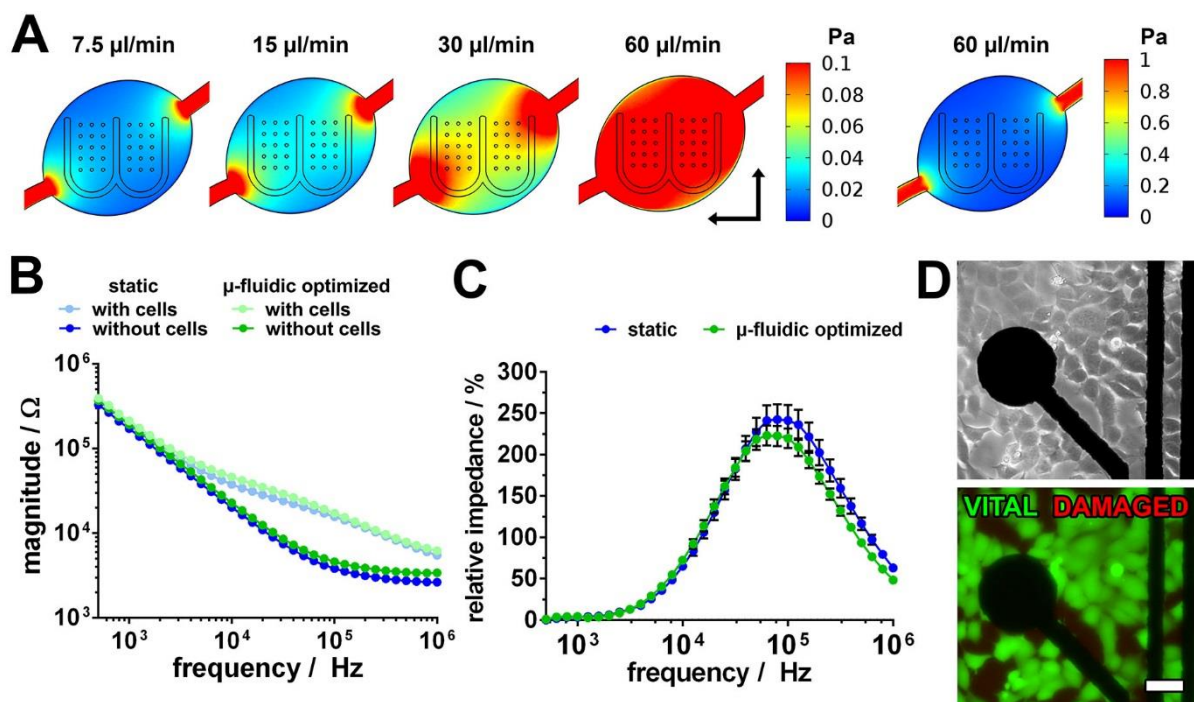 A
7.5 µl/min
15 µl/min
30 µl/min
60 µl/min
Pa
60 µl/min
Pa
0.1
0.08
0.06
0.04
0.02
0
1
0.8
0.6
0.4
0.2
0
B
static
µ-fluidic optimized
with cells
with cells
without cells
without cells
magnitude / Ω
10⁶
10⁵
10⁴
10³
10³
10⁴
10⁵
10⁶
frequency / Hz
C
static
µ-fluidic optimized
relative impedance / %
300
250
200
150
100
50
0
10³
10⁴
10⁵
10⁶
frequency / Hz
D
VITAL DAMAGED